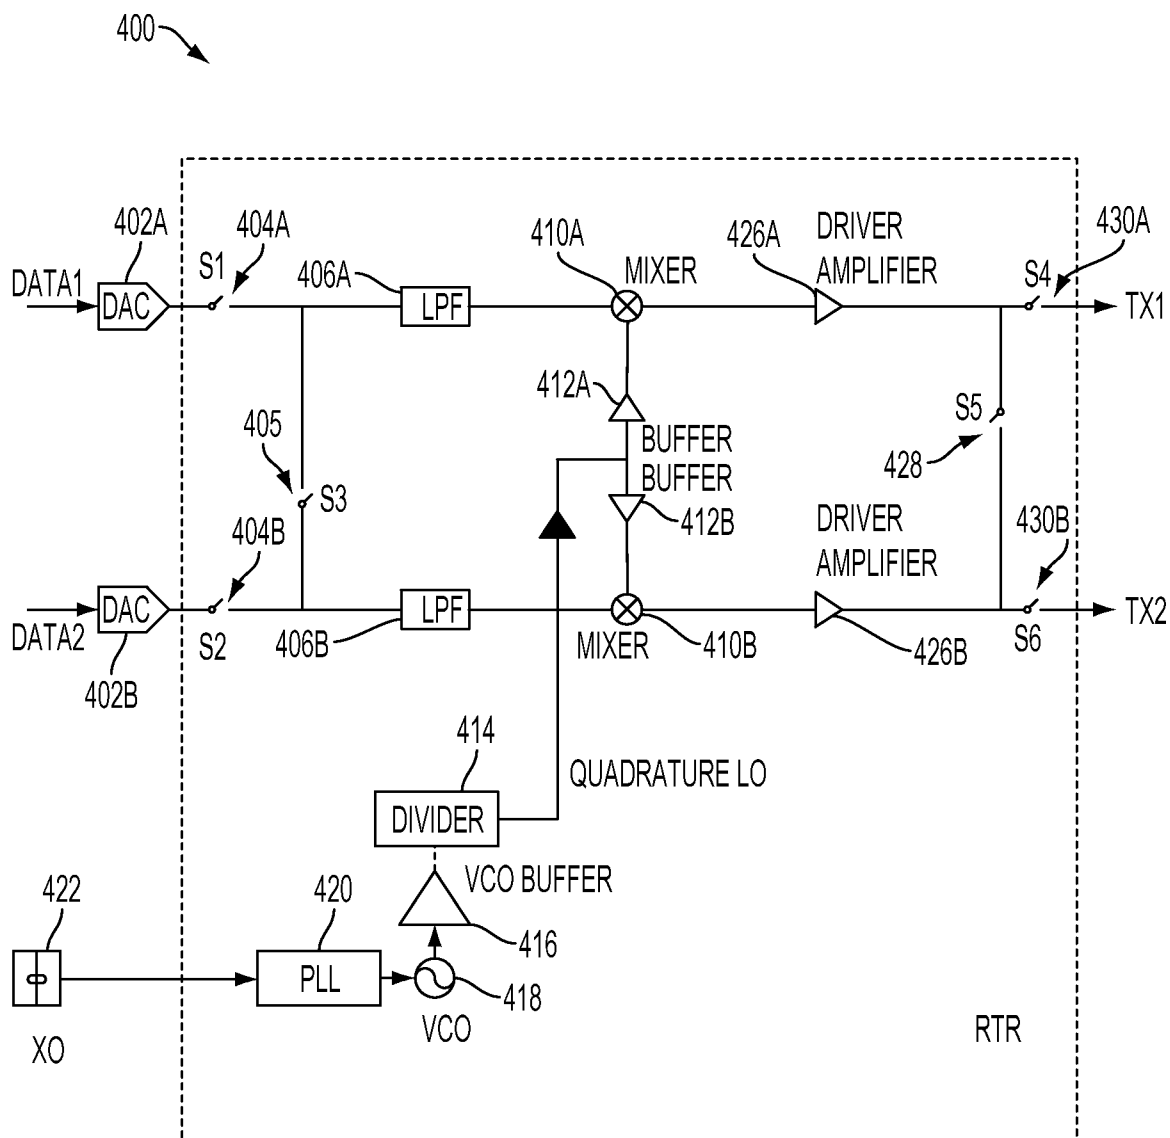 400
402A
404A
410A
426A
DRIVER
AMPLIFIER
430A
S1
406A
MIXER
S4
DATA1
DAC
LPF
TX1
412A
405
BUFFER
S5
428
BUFFER
S3
412B
404B
DRIVER
AMPLIFIER
430B
DAC
LPF
TX2
DATA2
S2
406B
MIXER
410B
426B
S6
402B
414
QUADRATURE LO
DIVIDER
VCO BUFFER
422
420
416
PLL
418
VCO
XO
RTR